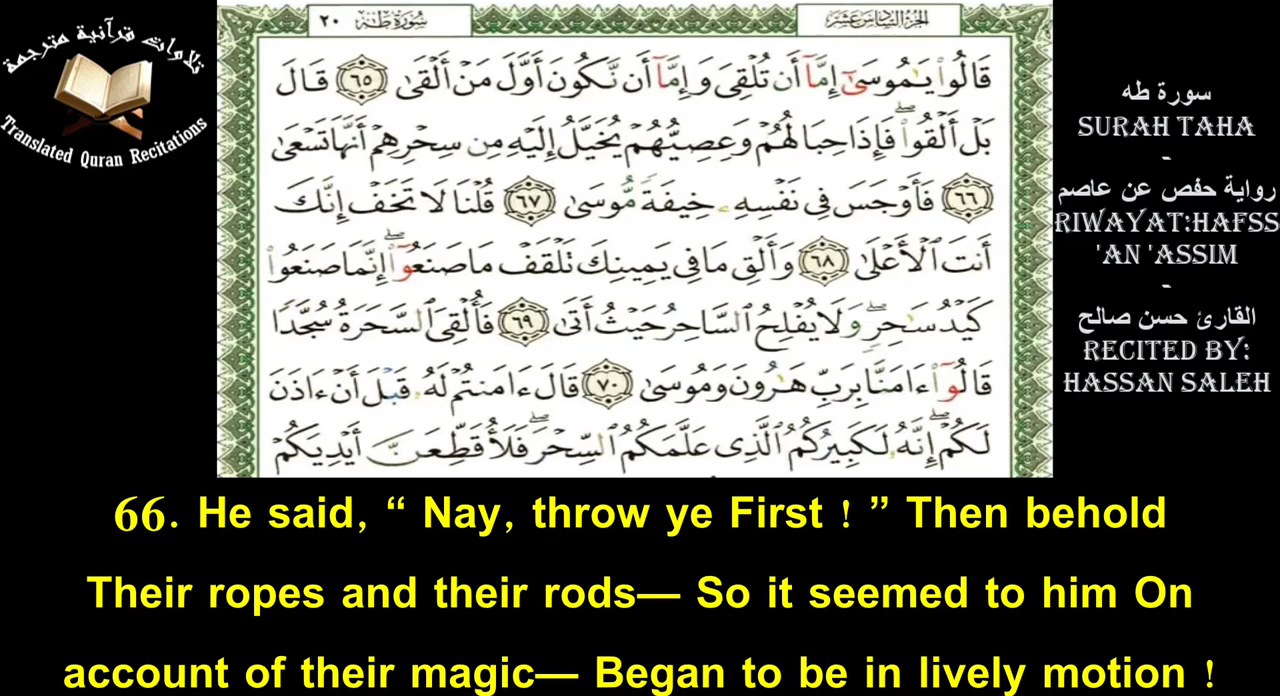 تلاوات قرآنية مترجمة
Translated Quran Recitations
سورة طه ٢٠
الجزء السادس عشر
قَالُوا۟ يَـٰمُوسَىٰٓ إِمَّآ أَن تُلْقِىَ وَإِمَّآ أَن نَّكُونَ أَوَّلَ مَنْ أَلْقَىٰ ٦٥ قَالَ
بَلْ أَلْقُوا۟ ۖ فَإِذَا حِبَالُهُمْ وَعِصِيُّهُمْ يُخَيَّلُ إِلَيْهِ مِن سِحْرِهِمْ أَنَّهَا تَسْعَىٰ
٦٦ فَأَوْجَسَ فِى نَفْسِهِۦ خِيفَةً مُّوسَىٰ ٦٧ قُلْنَا لَا تَخَفْ إِنَّكَ
أَنتَ ٱلْأَعْلَىٰ ٦٨ وَأَلْقِ مَا فِى يَمِينِكَ تَلْقَفْ مَا صَنَعُوٓا۟ ۖ إِنَّمَا صَنَعُوا۟
كَيْدُ سَـٰحِرٍ ۖ وَلَا يُفْلِحُ ٱلسَّاحِرُ حَيْثُ أَتَىٰ ٦٩ فَأُلْقِىَ ٱلسَّحَرَةُ سُجَّدًا
قَالُوٓا۟ ءَامَنَّا بِرَبِّ هَـٰرُونَ وَمُوسَىٰ ٧٠ قَالَ ءَامَنتُمْ لَهُۥ قَبْلَ أَنْ ءَاذَنَ
لَكُمْ ۖ إِنَّهُۥ لَكَبِيرُكُمُ ٱلَّذِى عَلَّمَكُمُ ٱلسِّحْرَ ۖ فَلَأُقَطِّعَنَّ أَيْدِيَكُمْ
سورة طه
SURAH TAHA
-
رواية حفص عن عاصم
RIWAYAT:HAFSS
'AN 'ASSIM
-
القارئ حسن صالح
RECITED BY:
HASSAN SALEH
66. He said, “ Nay, throw ye First ! ” Then behold
Their ropes and their rods— So it seemed to him On
account of their magic— Began to be in lively motion !